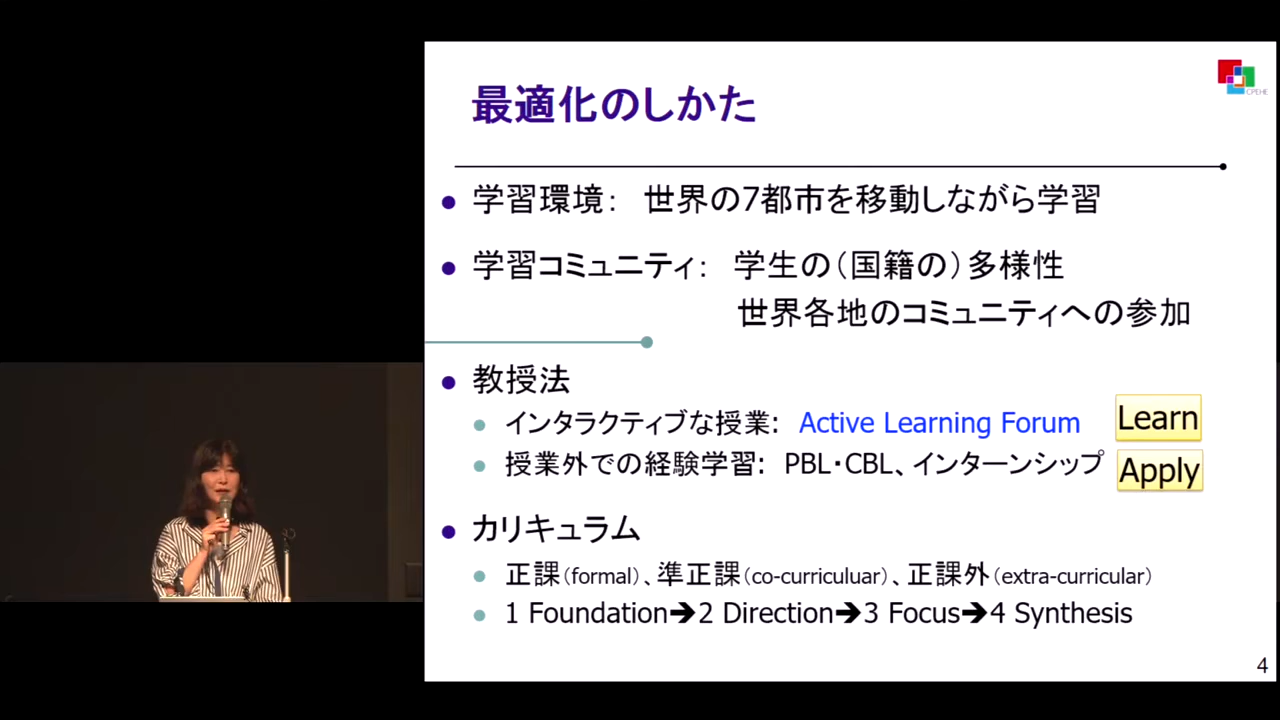 最適化のしかた
CPEHE
学習環境： 世界の7都市を移動しながら学習
学習コミュニティ： 学生の（国籍の）多様性
世界各地のコミュニティへの参加
教授法
インタラクティブな授業: Active Learning Forum Learn
授業外での経験学習: PBL・CBL、インターンシップ Apply
カリキュラム
正課（formal）、準正課（co-curriculuar）、正課外（extra-curricular）
1 Foundation➔2 Direction➔3 Focus➔4 Synthesis
4